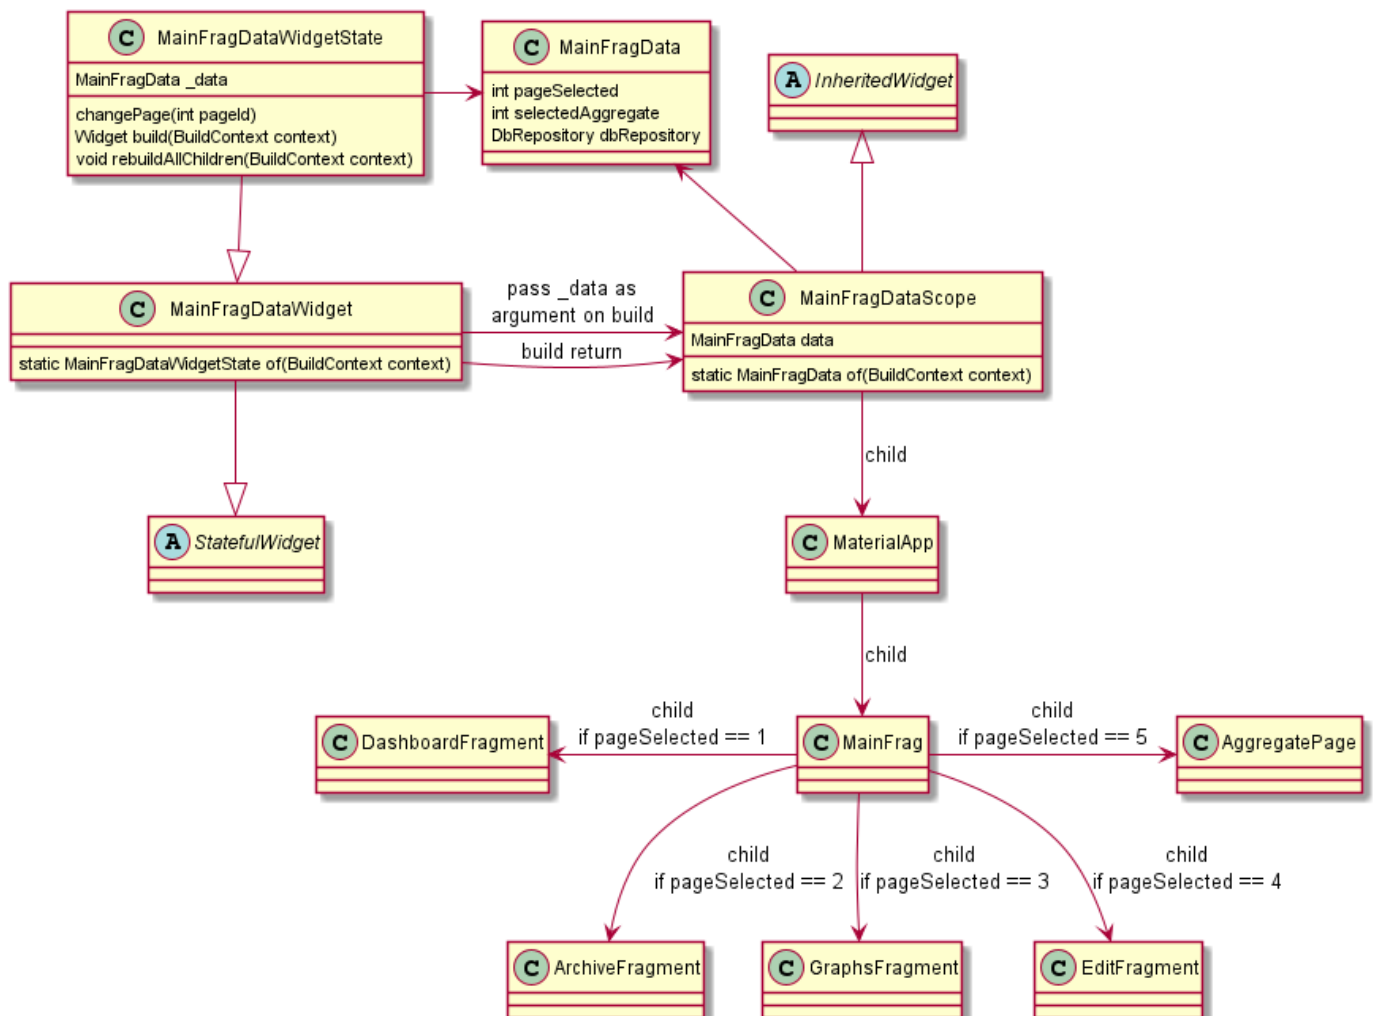 C MainFragDataWidgetState
MainFragData _data
changePage(int pageId)
Widget build(BuildContext context)
void rebuildAllChildren(BuildContext context)
C MainFragData
int pageSelected
int selectedAggregate
DbRepository dbRepository
A InheritedWidget
C MainFragDataWidget
static MainFragDataWidgetState of(BuildContext context)
pass _data as
argument on build
build return
C MainFragDataScope
MainFragData data
static MainFragData of(BuildContext context)
child
A StatefulWidget
C MaterialApp
child
C DashboardFragment
child
if pageSelected == 1
C MainFrag
child
if pageSelected == 5
C AggregatePage
child
if pageSelected == 2
child
if pageSelected == 3
child
if pageSelected == 4
C ArchiveFragment
C GraphsFragment
C EditFragment